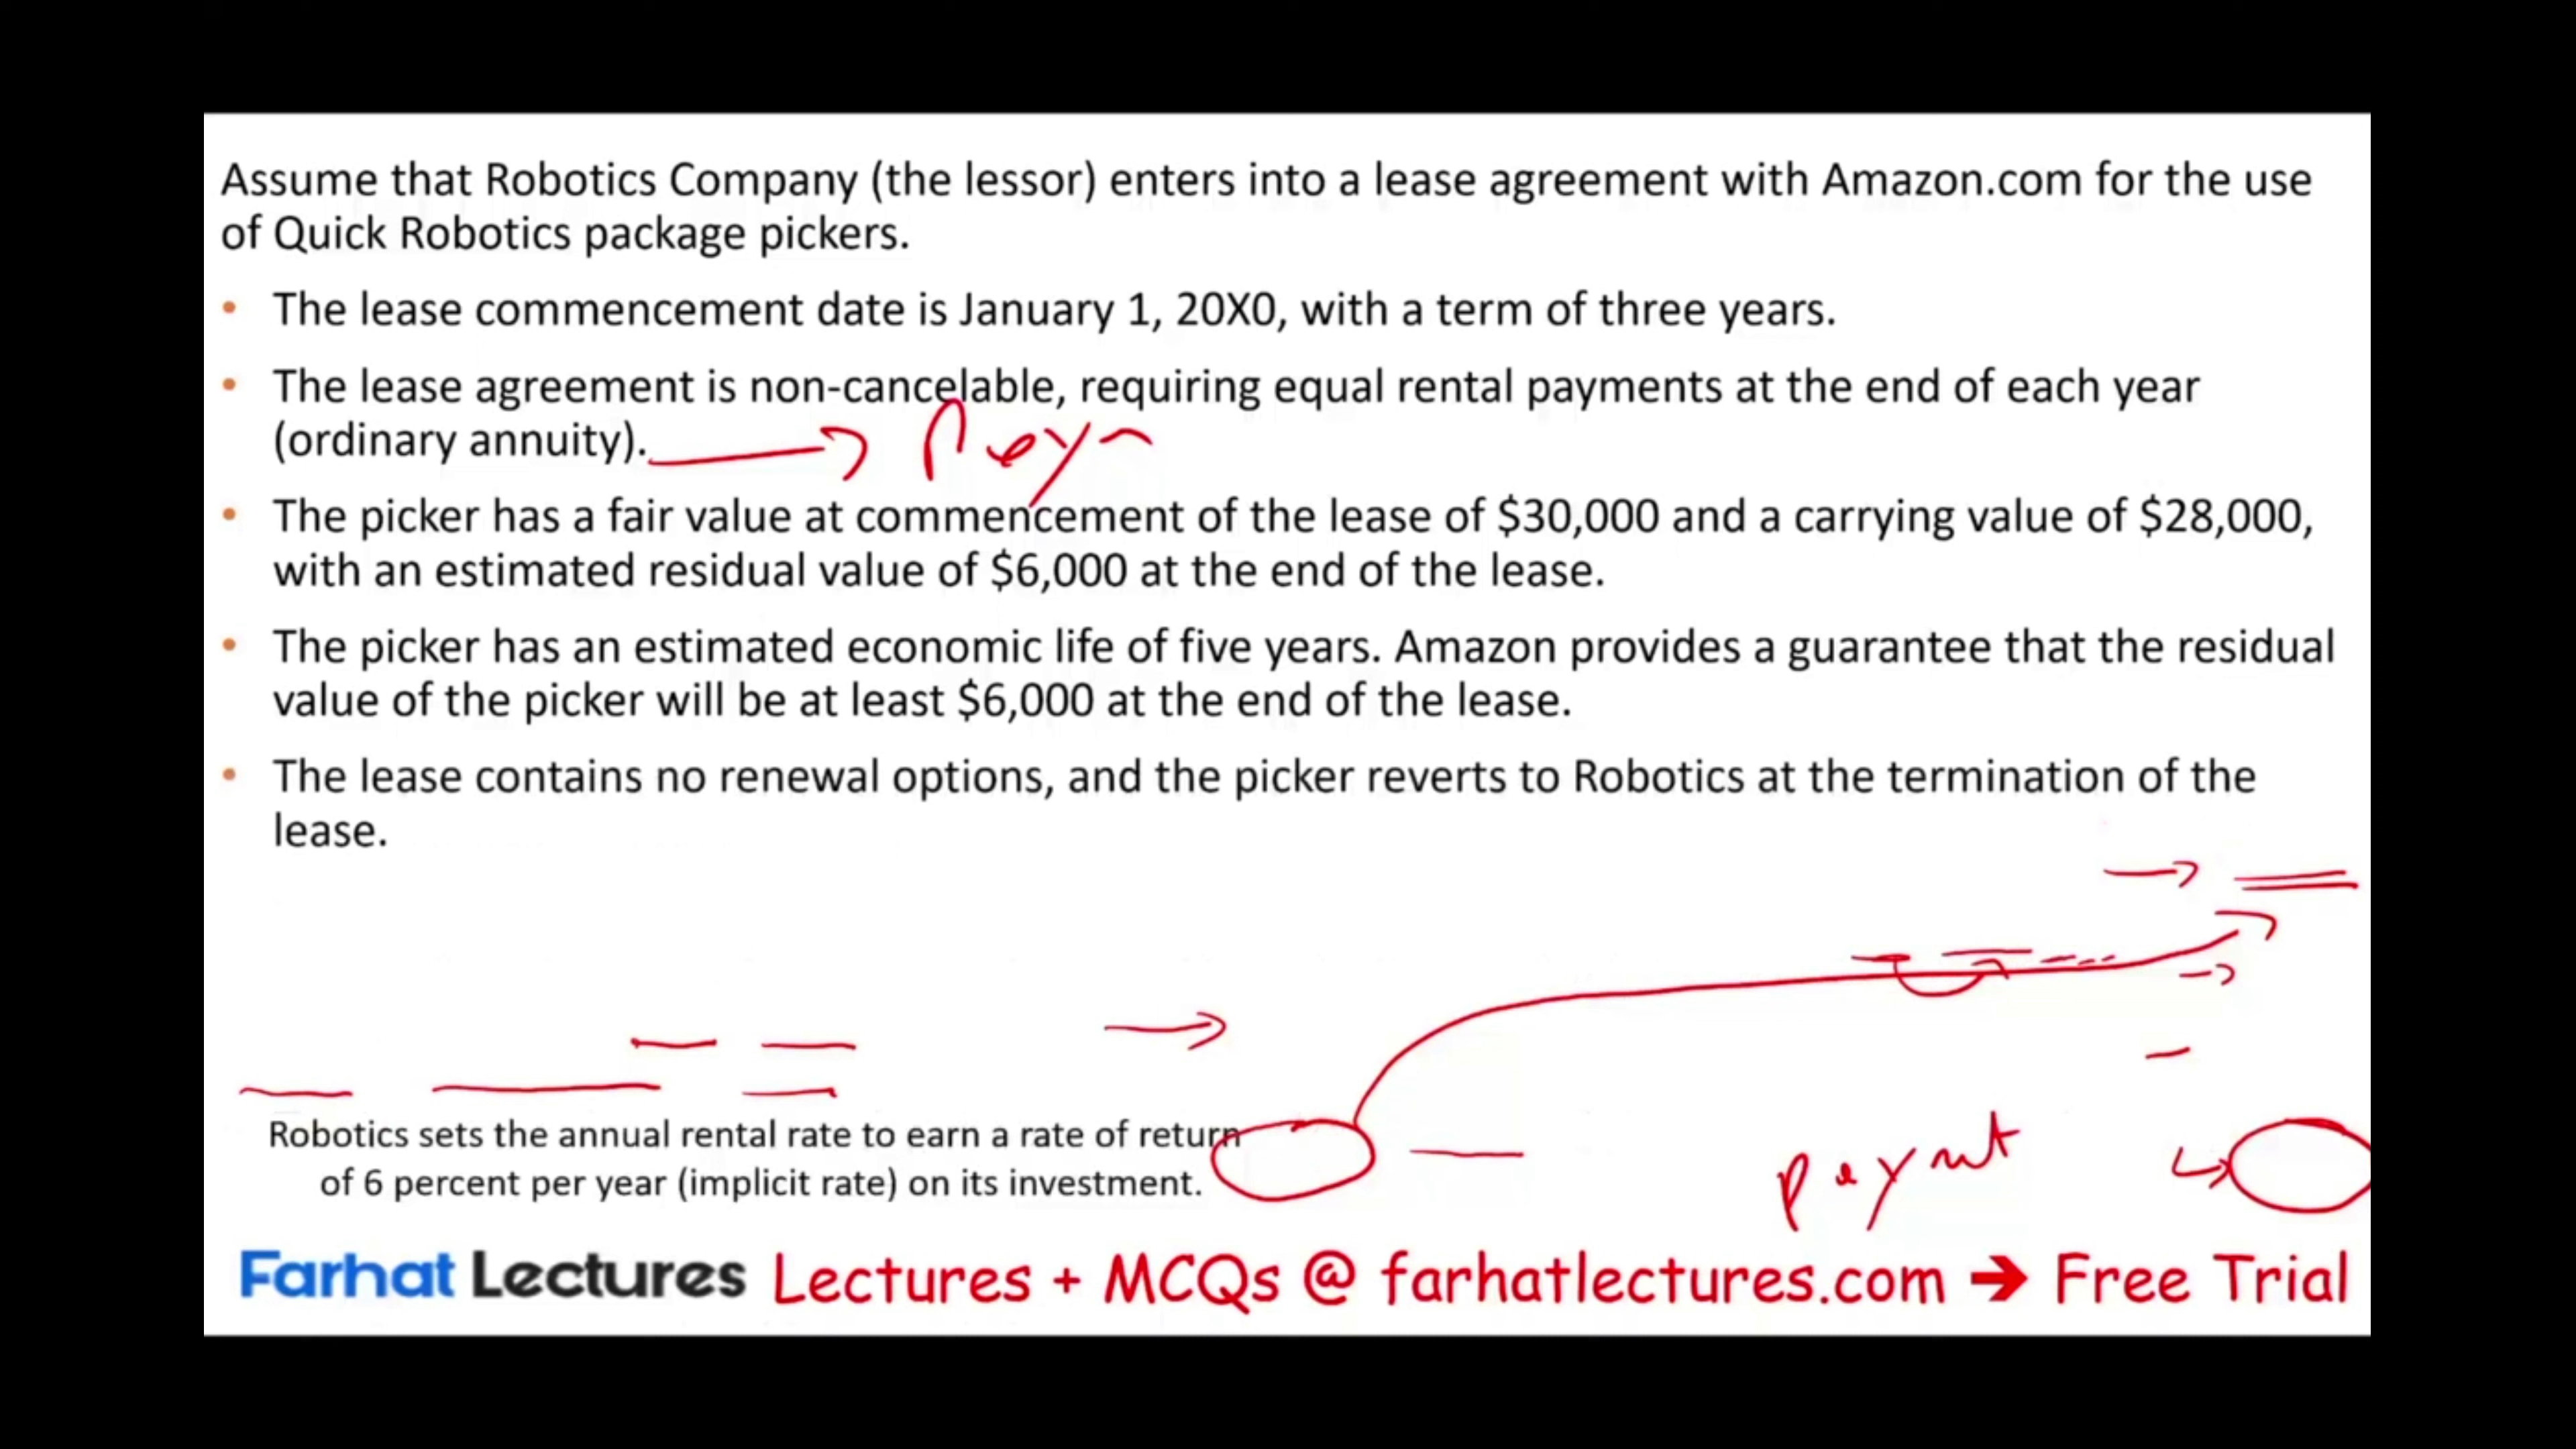 Assume that Robotics Company (the lessor) enters into a lease agreement with Amazon.com for the use
of Quick Robotics package pickers.
• The lease commencement date is January 1, 20X0, with a term of three years.
• The lease agreement is non-cancelable, requiring equal rental payments at the end of each year
(ordinary annuity).
• The picker has a fair value at commencement of the lease of $30,000 and a carrying value of $28,000,
with an estimated residual value of $6,000 at the end of the lease.
• The picker has an estimated economic life of five years. Amazon provides a guarantee that the residual
value of the picker will be at least $6,000 at the end of the lease.
• The lease contains no renewal options, and the picker reverts to Robotics at the termination of the
lease.
Robotics sets the annual rental rate to earn a rate of return
of 6 percent per year (implicit rate) on its investment.
Farhat Lectures Lectures + MCQs @ farhatlectures.com ➔ Free Trial